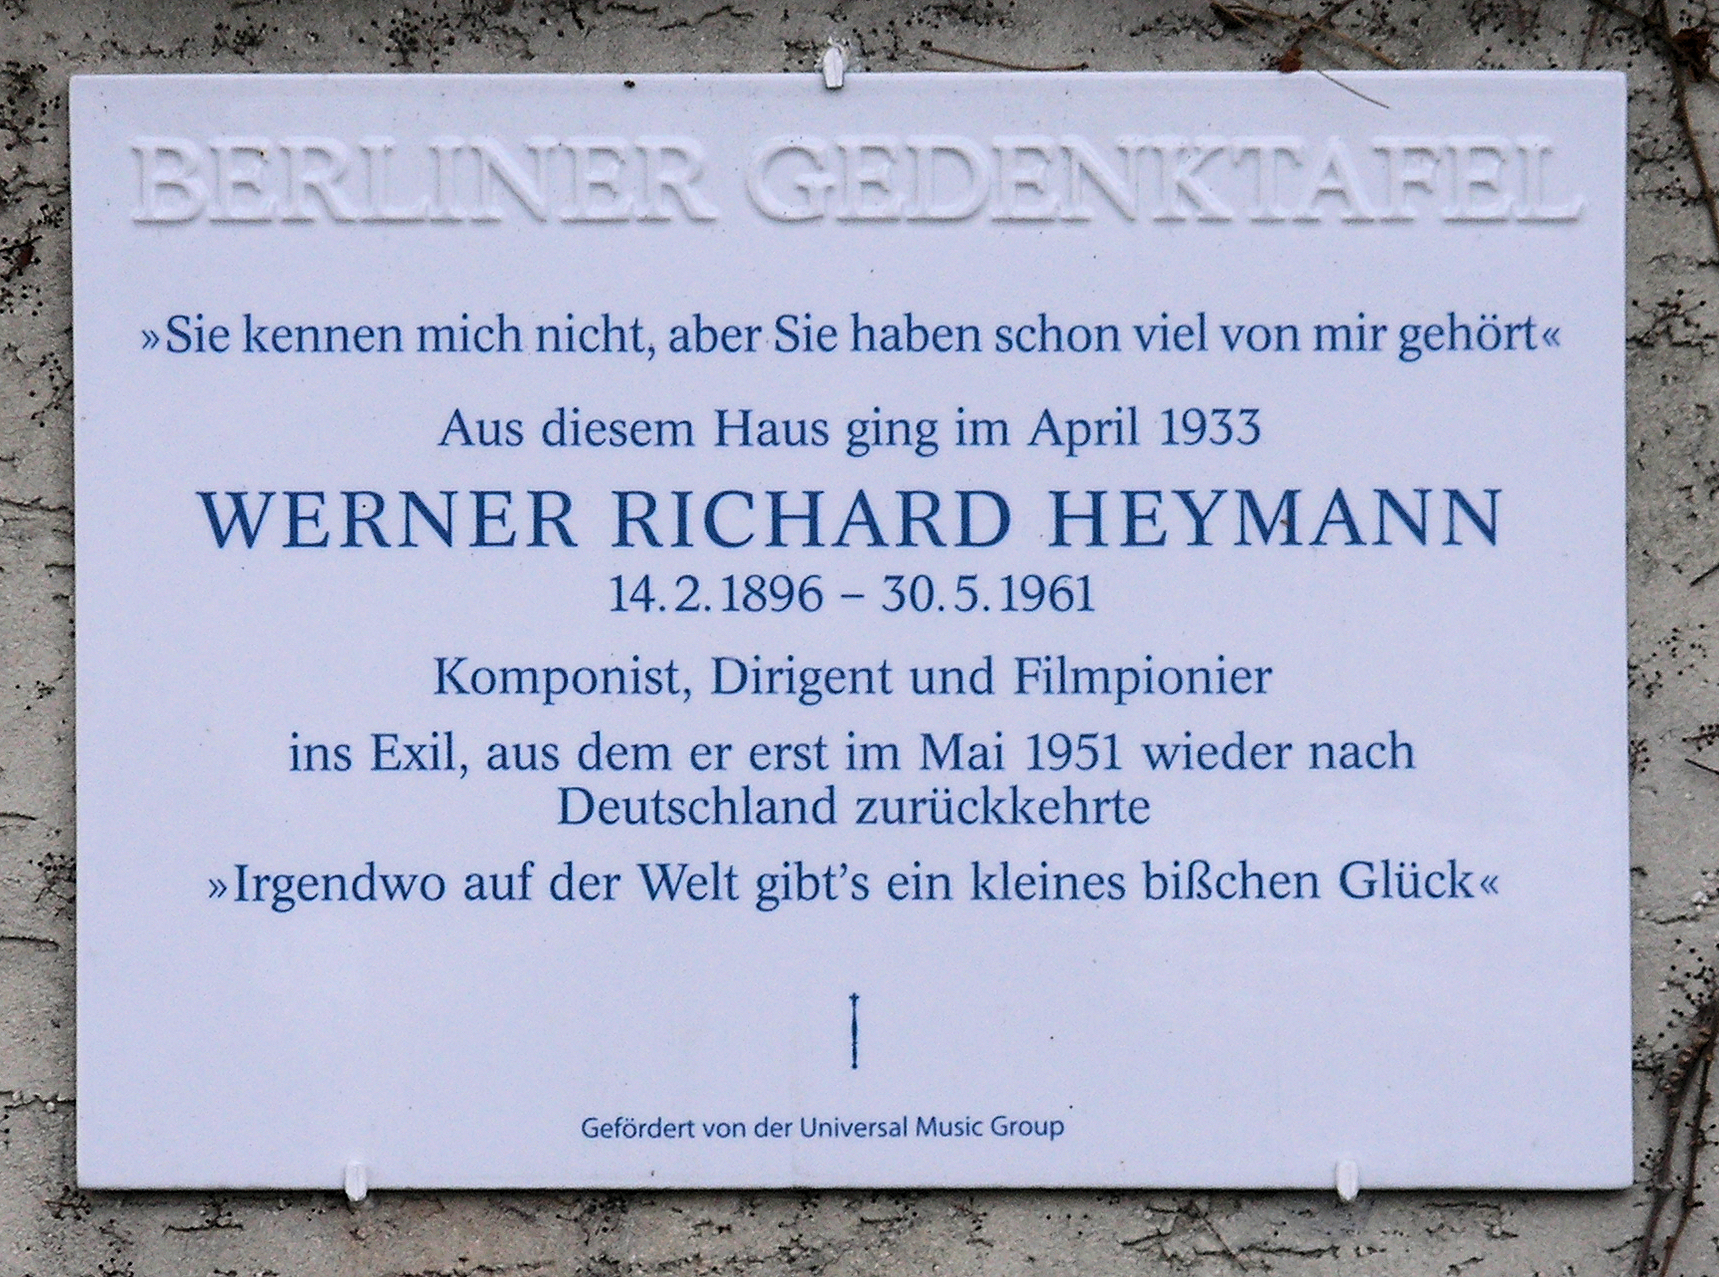 BERLINER GEDENKTAFEL
»Sie kennen mich nicht, aber Sie haben schon viel von mir gehört«
Aus diesem Haus ging im April 1933
WERNER RICHARD HEYMANN
14.2.1896 – 30.5.1961
Komponist, Dirigent und Filmpionier
ins Exil, aus dem er erst im Mai 1951 wieder nach
Deutschland zurückkehrte
»Irgendwo auf der Welt gibt's ein kleines bißchen Glück«
Gefördert von der Universal Music Group